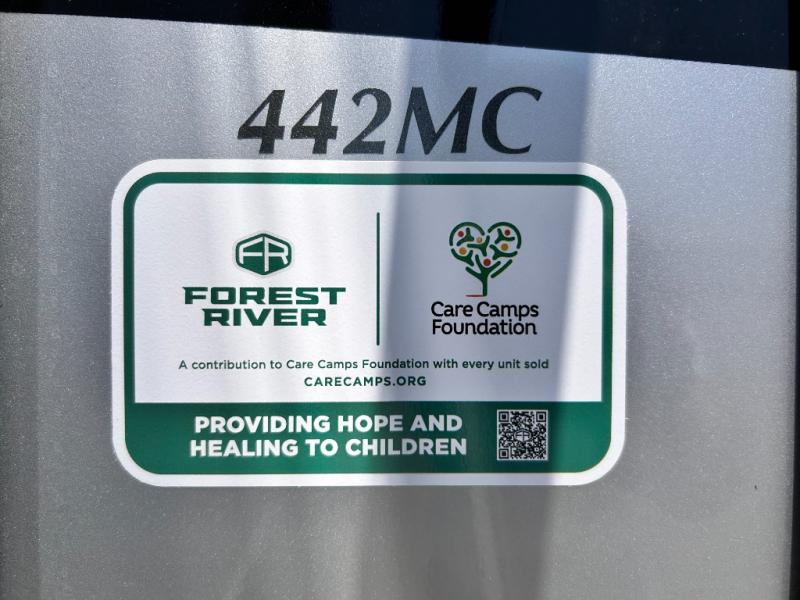 442MC
FR
FOREST
RIVER
Care Camps
Foundation
A contribution to Care Camps Foundation with every unit sold
CARECAMPS.ORG
PROVIDING HOPE AND
HEALING TO CHILDREN